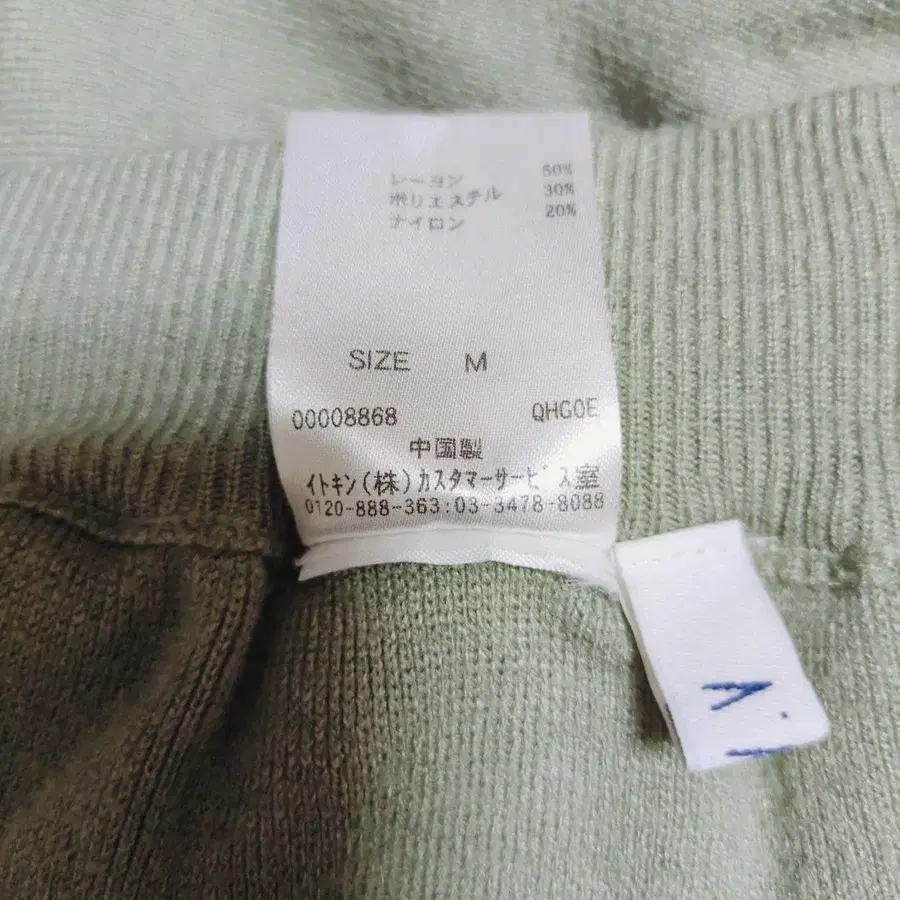 レーヨン 50%
ポリエステル 30%
ナイロン 20%
SIZE M
00008868 QHG0E
中国製
イトキン(株)カスタマーサービス室
0120-888-363:03-3478-8088